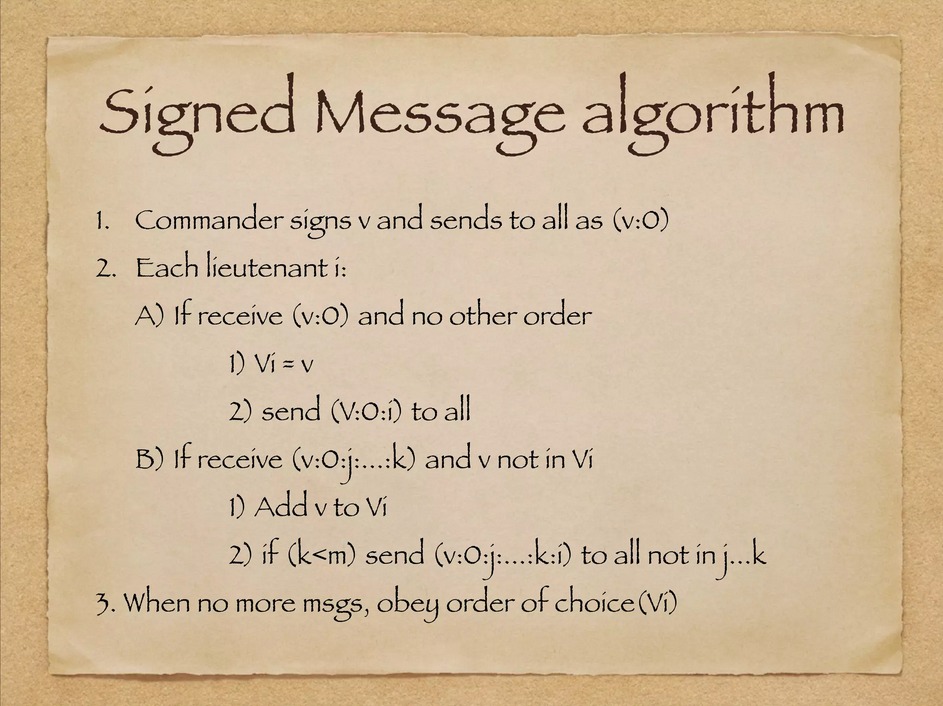 Signed Message algorithm
1. Commander signs v and sends to all as (v:0)
2. Each lieutenant i:
A) If receive (v:0) and no other order
1) Vi = v
2) send (V:0:i) to all
B) If receive (v:0:j:...:k) and v not in Vi
1) Add v to Vi
2) if (k<m) send (v:0:j:...:k:i) to all not in j...k
3. When no more msgs, obey order of choice(Vi)